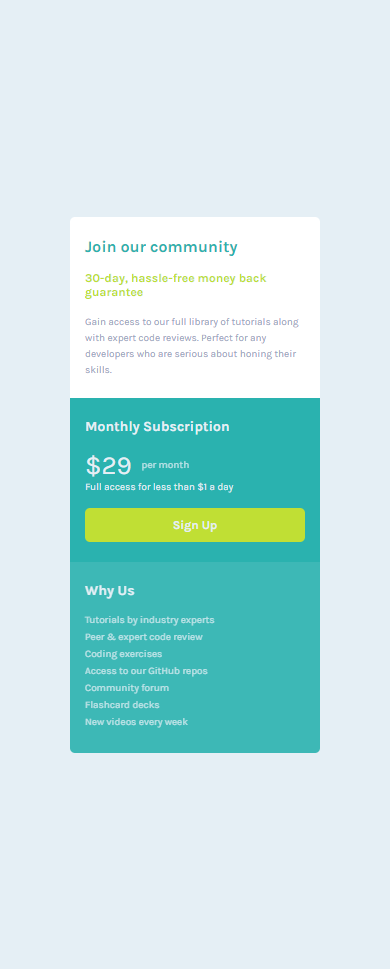 Join our community
30-day, hassle-free money back
guarantee
Gain access to our full library of tutorials along
with expert code reviews. Perfect for any
developers who are serious about honing their
skills.
Monthly Subscription
$29 per month
Full access for less than $1 a day
Sign Up
Why Us
Tutorials by industry experts
Peer & expert code review
Coding exercises
Access to our GitHub repos
Community forum
Flashcard decks
New videos every week